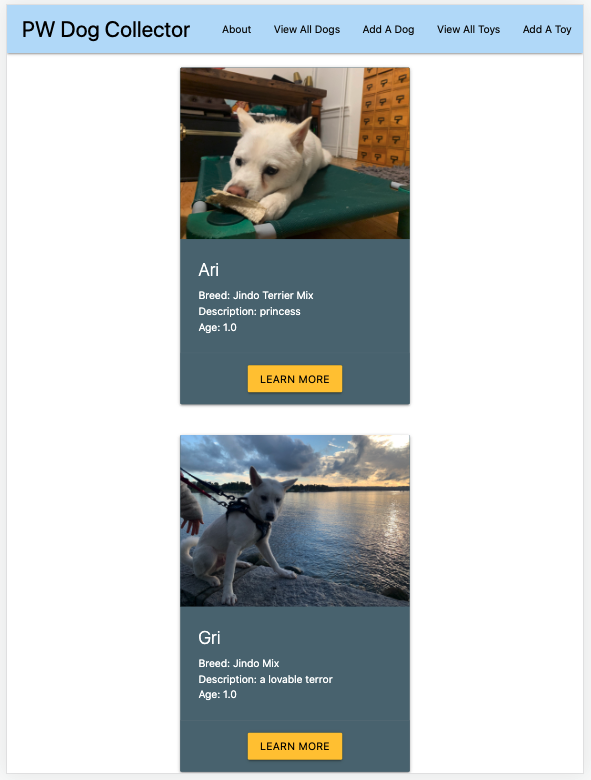 PW Dog Collector
About
View All Dogs
Add A Dog
View All Toys
Add A Toy
Ari
Breed: Jindo Terrier Mix
Description: princess
Age: 1.0
LEARN MORE
Gri
Breed: Jindo Mix
Description: a lovable terror
Age: 1.0
LEARN MORE